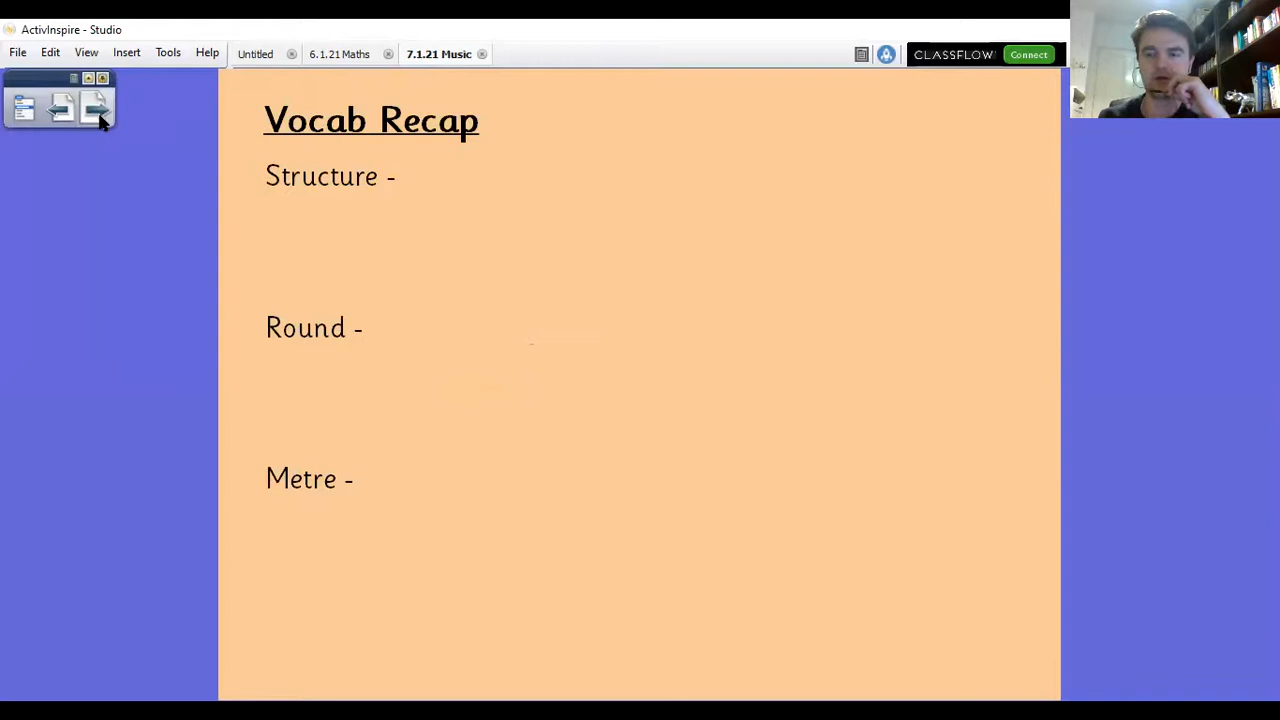 ActivInspire - Studio
File Edit View Insert Tools Help
Untitled 6.1.21 Maths 7.1.21 Music
CLASSFLOW Connect
Vocab Recap
Structure -
Round -
Metre -